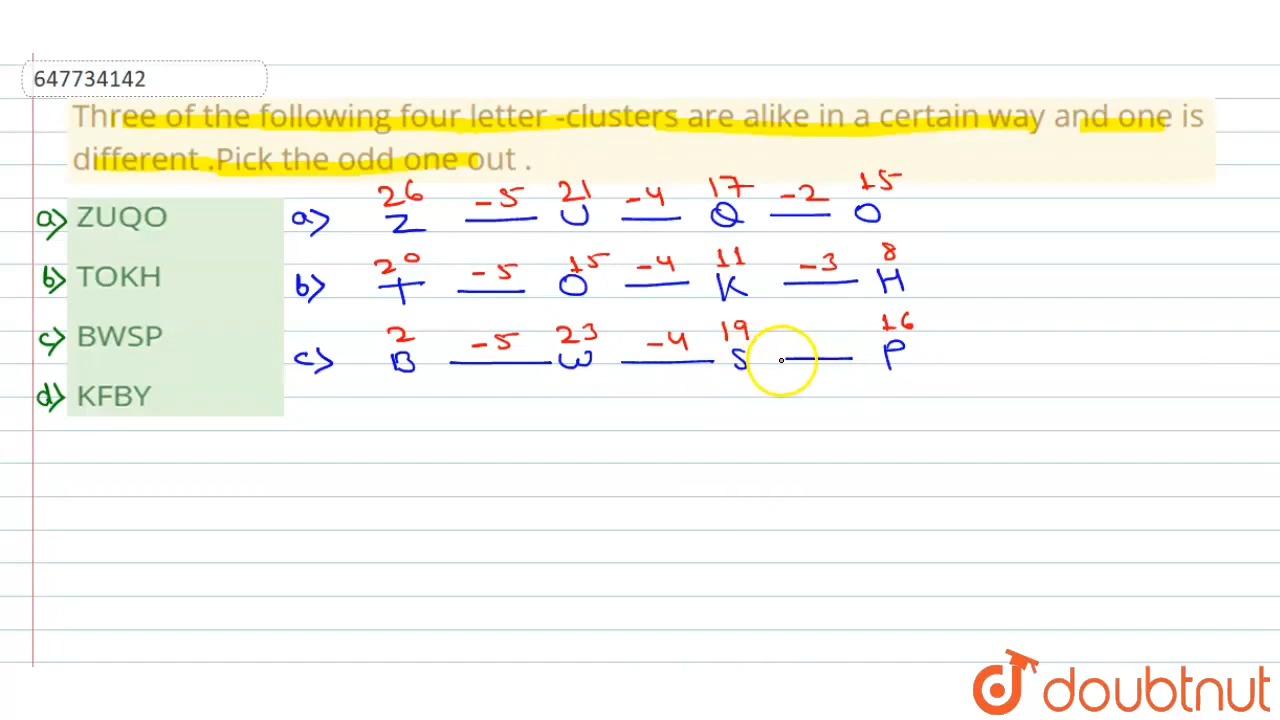 647734142
Three of the following four letter -clusters are alike in a certain way and one is
different .Pick the odd one out .
a) ZUQO
b) TOKH
c) BWSP
d) KFBY
26 -5 21 -4 17 -2 15
a) Z U Q O
20 -5 15 -4 11 -3 8
b) T O K H
2 -5 23 -4 19 16
c) B W S P
doubtnut